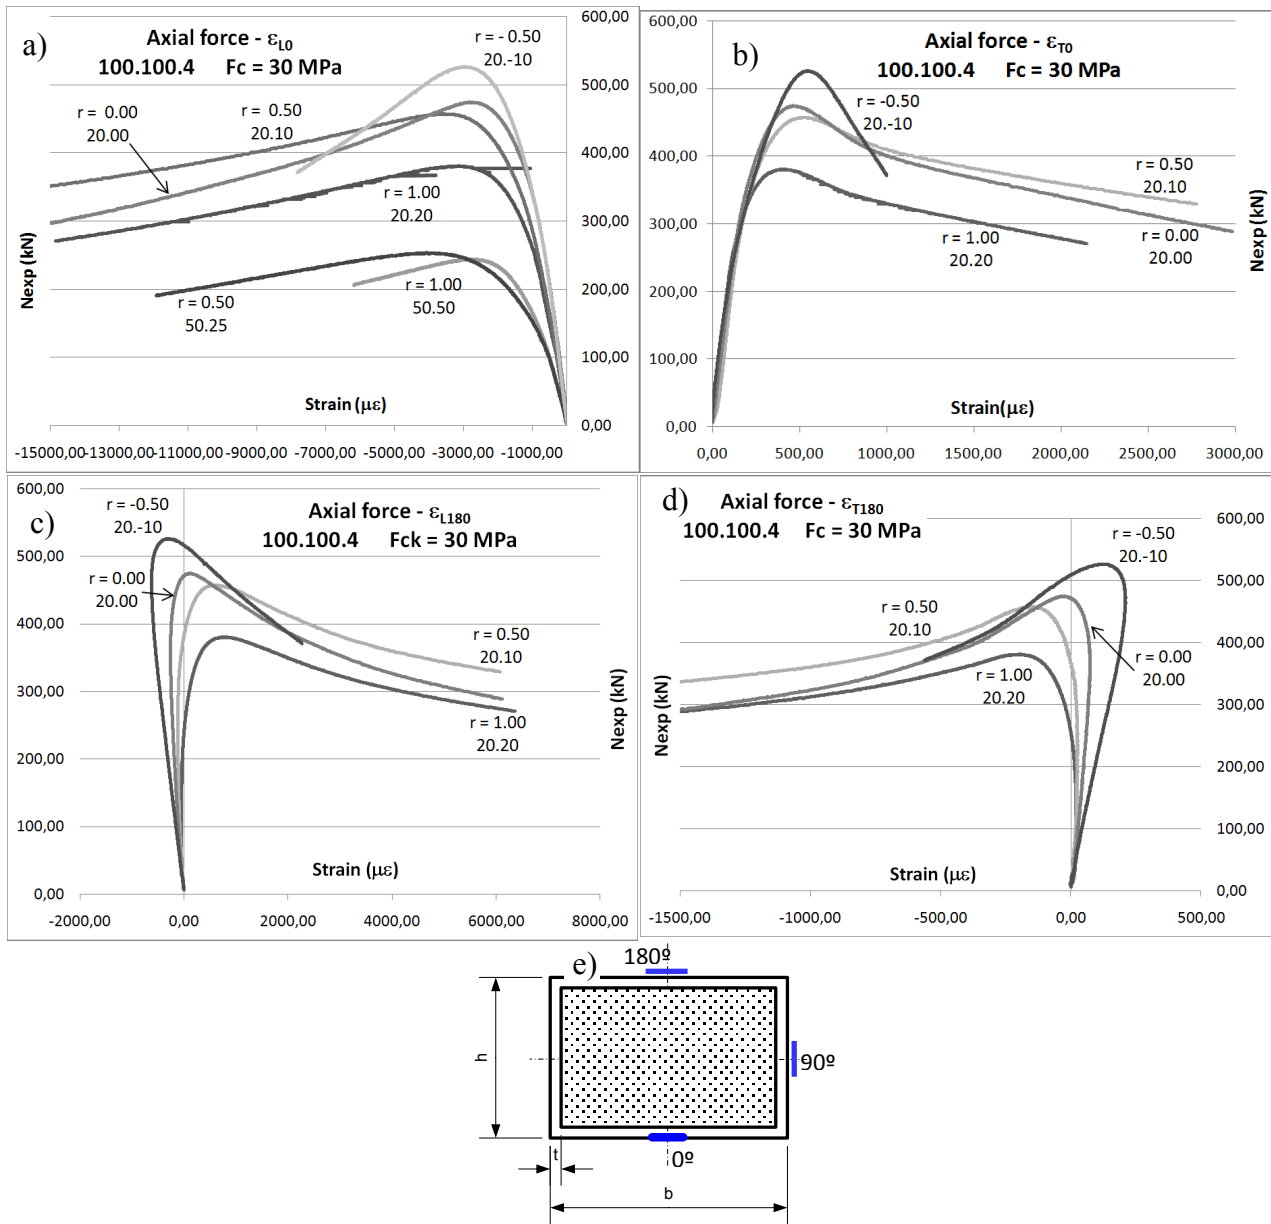 a)
Axial force - εL0
100.100.4 Fc = 30 MPa
r = - 0.50
20.-10
r = 0.00
20.00
r = 0.50
20.10
r = 1.00
20.20
r = 0.50
50.25
r = 1.00
50.50
Nexp (kN)
Strain (με)
600,00
500,00
400,00
300,00
200,00
100,00
0,00
-15000,00 -13000,00 -11000,00 -9000,00 -7000,00 -5000,00 -3000,00 -1000,00
b)
Axial force - εT0
100.100.4 Fc = 30 MPa
r = -0.50
20.-10
r = 0.50
20.10
r = 1.00
20.20
r = 0.00
20.00
Nexp (kN)
Strain(με)
600,00
500,00
400,00
300,00
200,00
100,00
0,00
0,00 500,00 1000,00 1500,00 2000,00 2500,00 3000,00
c)
Axial force - εL180
100.100.4 Fck = 30 MPa
r = -0.50
20.-10
r = 0.00
20.00
r = 0.50
20.10
r = 1.00
20.20
Nexp (kN)
Strain (με)
600,00
500,00
400,00
300,00
200,00
100,00
0,00
-2000,00 0,00 2000,00 4000,00 6000,00 8000,00
d)
Axial force - εT180
100.100.4 Fc = 30 MPa
r = -0.50
20.-10
r = 0.50
20.10
r = 0.00
20.00
r = 1.00
20.20
Nexp (kN)
Strain (με)
600,00
500,00
400,00
300,00
200,00
100,00
0,00
-1500,00 -1000,00 -500,00 0,00 500,00
e)
180º
h
90º
t
0º
b